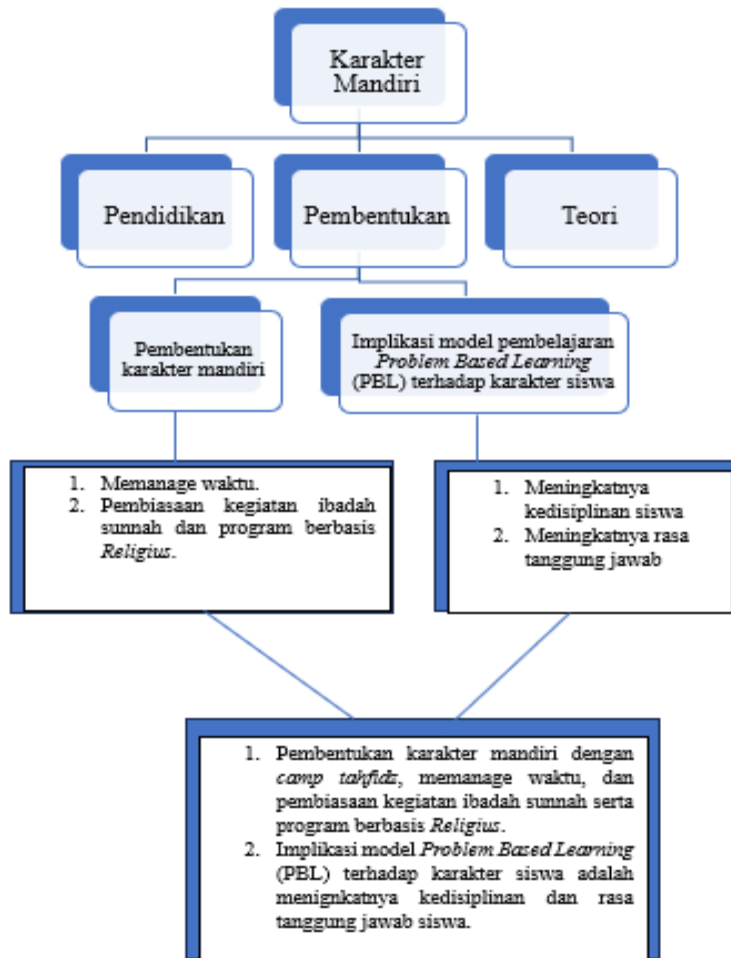 Karakter
Mandiri
Pendidikan
Pembentukan
Teori
Pembentukan
karakter mandiri
Implikasi model pembelajaran
Problem Based Learning
(PBL) terhadap karakter siswa
1. Memanage waktu.
2. Pembiasaan kegiatan ibadah
sunnah dan program berbasis
Religius.
1. Meningkatnya
kedisiplinan siswa
2. Meningkatnya rasa
tanggung jawab
1. Pembentukan karakter mandiri dengan
camp tahfidz, memanage waktu, dan
pembiasaan kegiatan ibadah sunnah serta
program berbasis Religius.
2. Implikasi model Problem Based Learning
(PBL) terhadap karakter siswa adalah
menignkatnya kedisiplinan dan rasa
tanggung jawab siswa.